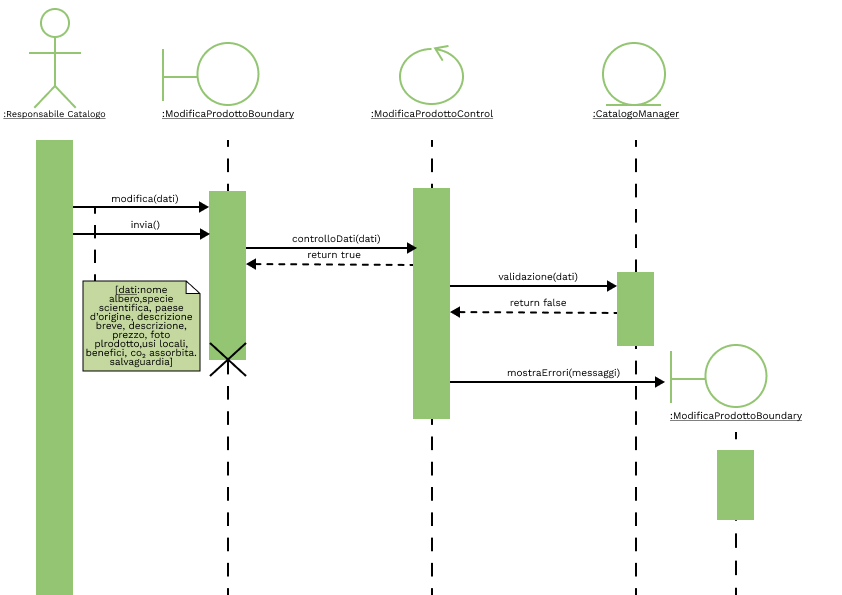 :Responsabile Catalogo
:ModificaProdottoBoundary
:ModificaProdottoControl
:CatalogoManager
modifica(dati)
invia()
controlloDati(dati)
return true
validazione(dati)
return false
[dati:nome
albero,specie
scientifica, paese
d'origine, descrizione
breve, descrizione,
prezzo, foto
plrodotto,usi locali,
benefici, co₂ assorbita.
salvaguardia]
mostraErrori(messaggi)
:ModificaProdottoBoundary